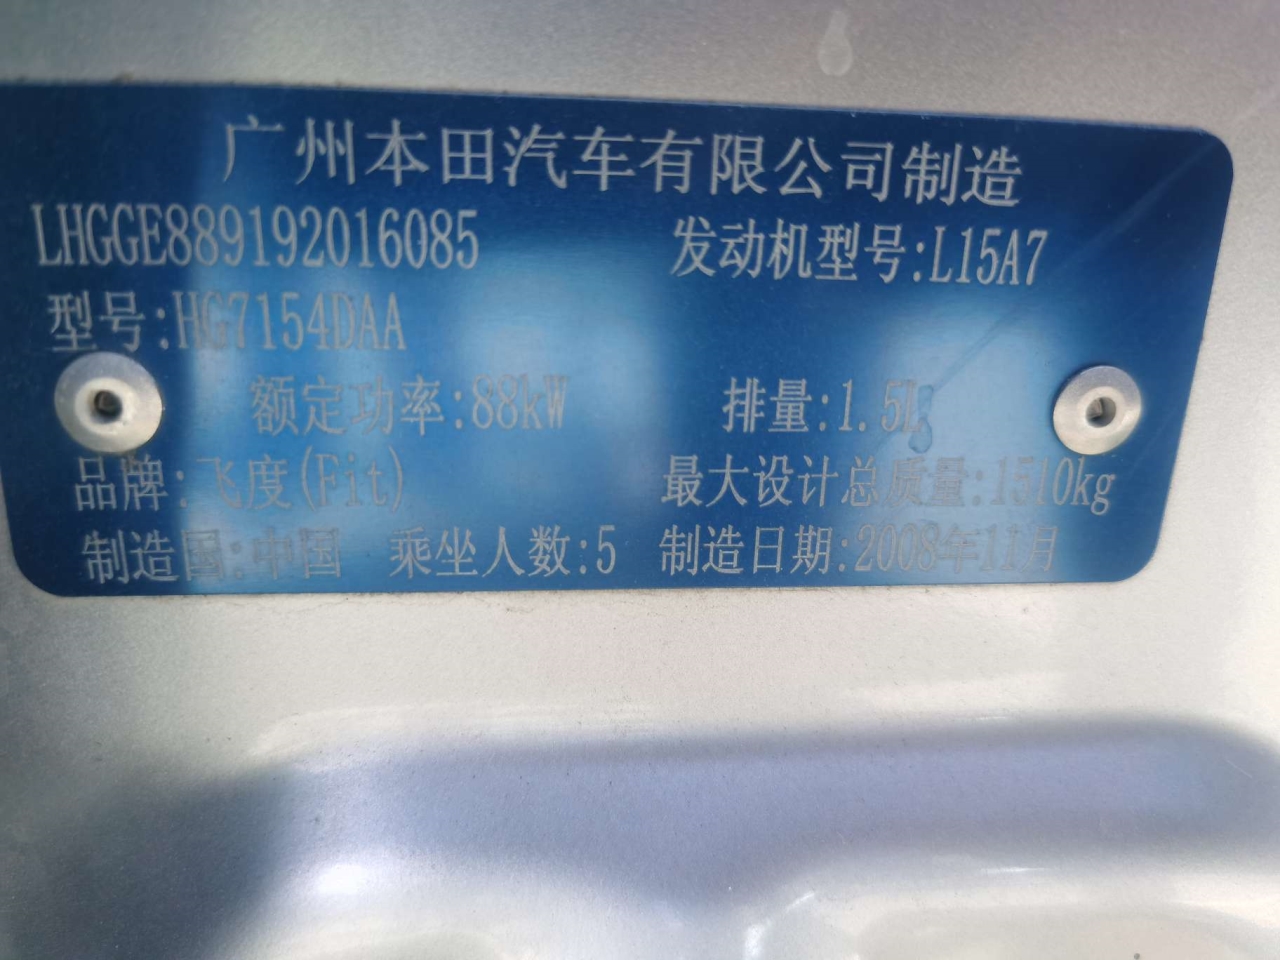 广州本田汽车有限公司制造
LHGGE889192016085 发动机型号:L15A7
型号:HG7154DAA
额定功率:88kW 排量:1.5L
品牌:飞度(Fit) 最大设计总质量:1510kg
制造国:中国 乘坐人数:5 制造日期:2008年11月